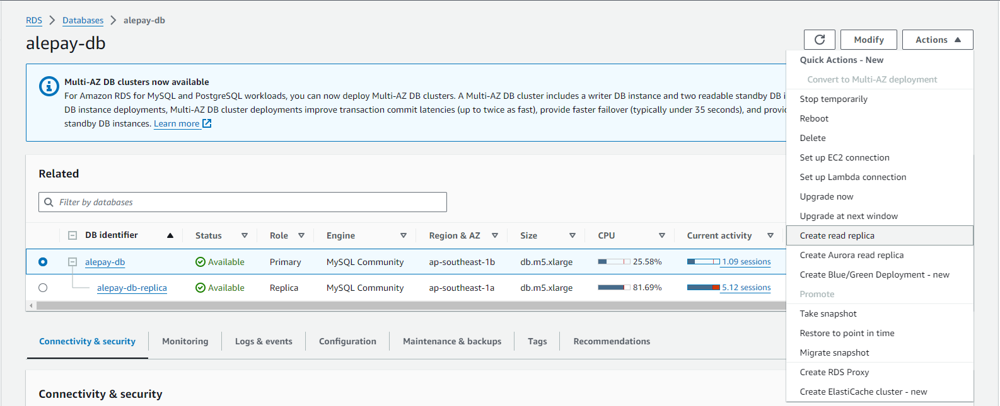 RDS > Databases > alepay-db
alepay-db
Modify
Actions
Multi-AZ DB clusters now available
For Amazon RDS for MySQL and PostgreSQL workloads, you can now deploy Multi-AZ DB clusters. A Multi-AZ DB cluster includes a writer DB instance and two readable standby DB
DB instance deployments, Multi-AZ DB cluster deployments improve transaction commit latencies (up to twice as fast), provide faster failover (typically under 35 seconds), and
standby DB instances. Learn more
Quick Actions - New
Convert to Multi-AZ deployment
Stop temporarily
Reboot
Delete
Set up EC2 connection
Set up Lambda connection
Upgrade now
Upgrade at next window
Create read replica
Create Aurora read replica
Create Blue/Green Deployment - new
Promote
Take snapshot
Restore to point in time
Migrate snapshot
Create RDS Proxy
Create ElastiCache cluster - new
Related
Filter by databases
DB identifier Status Role Engine Region & AZ Size CPU Current activity
alepay-db Available Primary MySQL Community ap-southeast-1b db.m5.xlarge 25.58% 1.09 sessions
alepay-db-replica Available Replica MySQL Community ap-southeast-1a db.m5.xlarge 81.69% 5.12 sessions
Connectivity & security Monitoring Logs & events Configuration Maintenance & backups Tags Recommendations
Connectivity & security